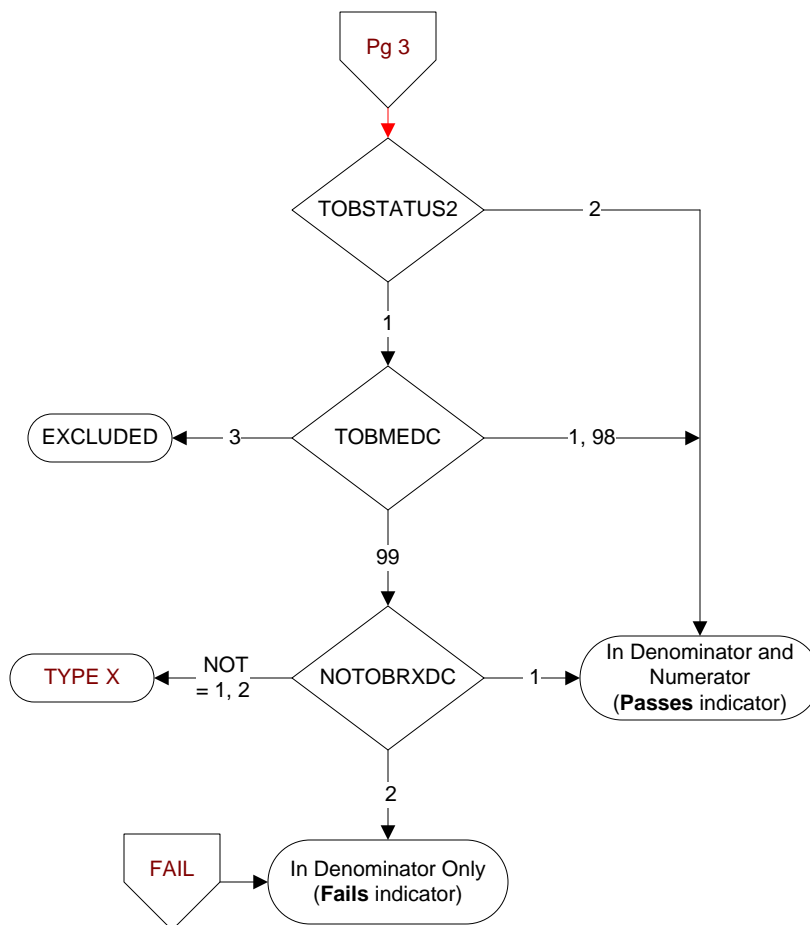 Pg 3
TOBSTATUS2
2
1
EXCLUDED
3
TOBMEDC
1, 98
99
TYPE X
NOT
= 1, 2
NOTOBRXDC
1
In Denominator and
Numerator
(Passes indicator)
2
FAIL
In Denominator Only
(Fails indicator)